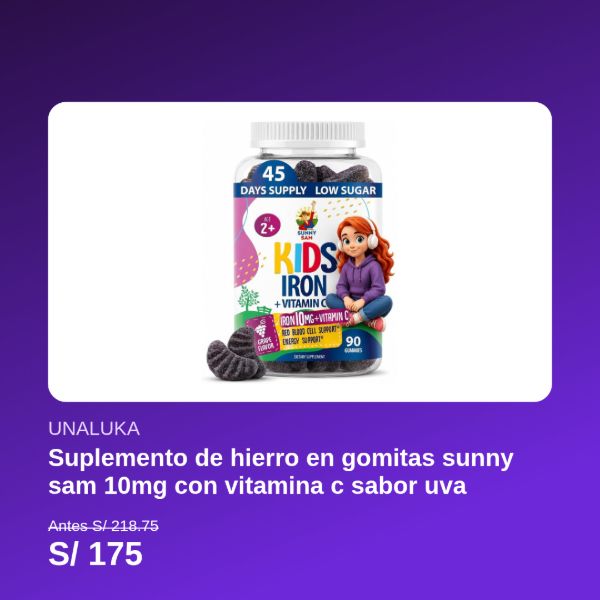 45
DAYS SUPPLY LOW SUGAR
AGE
2+
SUNNY
SAM
KIDS
IRON
+ VITAMIN C
IRON 10MG + VITAMIN C
RED BLOOD CELL SUPPORT*
ENERGY SUPPORT*
GRAPE
FLAVOR
90
GUMMIES
DIETARY SUPPLEMENT
UNALUKA
Suplemento de hierro en gomitas sunny
sam 10mg con vitamina c sabor uva
Antes S/ 218.75
S/ 175